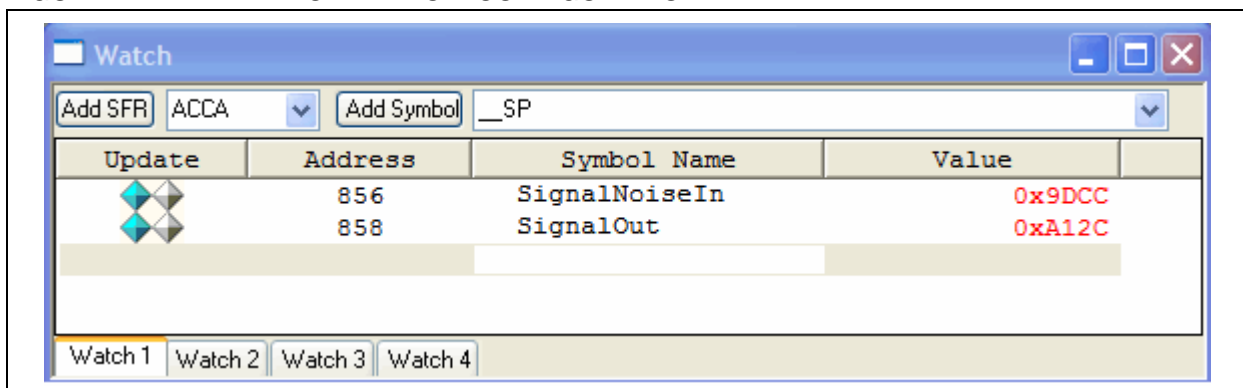 Watch
Add SFR ACCA Add Symbol __SP
Update Address Symbol Name Value
856 SignalNoiseIn 0x9DCC
858 SignalOut 0xA12C
Watch 1 Watch 2 Watch 3 Watch 4